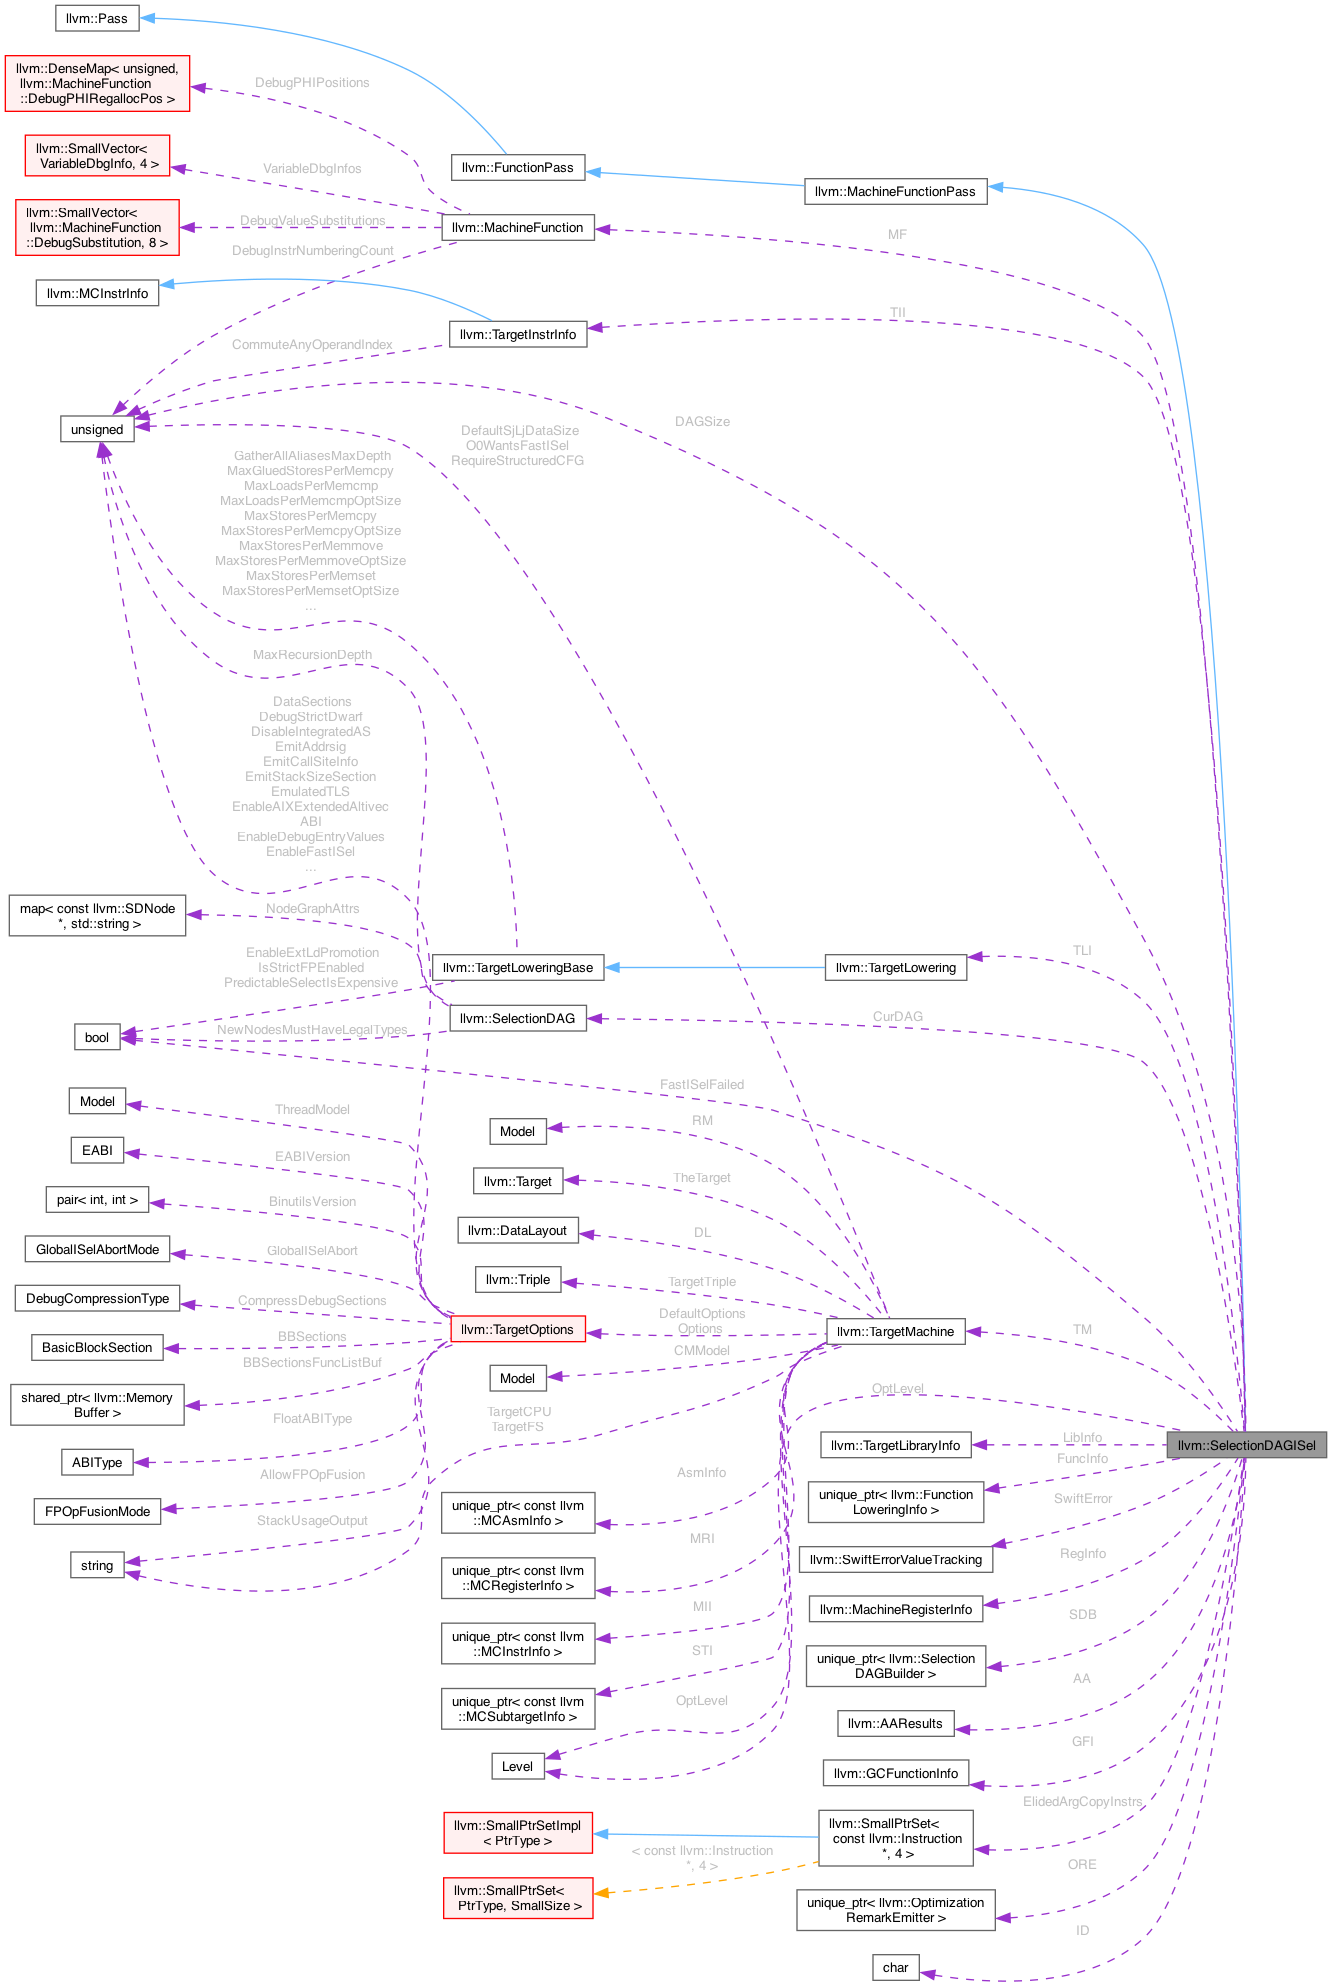 llvm::Pass
llvm::DenseMap< unsigned,
llvm::MachineFunction
::DebugPHIRegallocPos >
DebugPHIPositions
llvm::SmallVector<
VariableDbgInfo, 4 >
VariableDbgInfos
llvm::FunctionPass
llvm::MachineFunctionPass
llvm::SmallVector<
llvm::MachineFunction
::DebugSubstitution, 8 >
DebugValueSubstitutions
llvm::MachineFunction
MF
DebugInstrNumberingCount
llvm::MCInstrInfo
TII
llvm::TargetInstrInfo
CommuteAnyOperandIndex
unsigned
DAGSize
DefaultSjLjDataSize
O0WantsFastISel
RequireStructuredCFG
GatherAllAliasesMaxDepth
MaxGluedStoresPerMemcpy
MaxLoadsPerMemcmp
MaxLoadsPerMemcmpOptSize
MaxStoresPerMemcpy
MaxStoresPerMemcpyOptSize
MaxStoresPerMemmove
MaxStoresPerMemmoveOptSize
MaxStoresPerMemset
MaxStoresPerMemsetOptSize
...
MaxRecursionDepth
DataSections
DebugStrictDwarf
DisableIntegratedAS
EmitAddrsig
EmitCallSiteInfo
EmitStackSizeSection
EmulatedTLS
EnableAIXExtendedAltivec
ABI
EnableDebugEntryValues
EnableFastISel
...
map< const llvm::SDNode
*, std::string >
NodeGraphAttrs
EnableExtLdPromotion
IsStrictFPEnabled
PredictableSelectIsExpensive
llvm::TargetLoweringBase
llvm::TargetLowering
TLI
llvm::SelectionDAG
CurDAG
bool
NewNodesMustHaveLegalTypes
FastISelFailed
Model
ThreadModel
Model
RM
EABI
EABIVersion
llvm::Target
TheTarget
pair< int, int >
BinutilsVersion
llvm::DataLayout
DL
GlobalISelAbortMode
GlobalISelAbort
llvm::Triple
TargetTriple
DebugCompressionType
CompressDebugSections
llvm::TargetOptions
DefaultOptions
Options
llvm::TargetMachine
TM
BasicBlockSection
BBSections
Model
CMModel
BBSectionsFuncListBuf
shared_ptr< llvm::Memory
Buffer >
OptLevel
FloatABIType
TargetCPU
TargetFS
llvm::TargetLibraryInfo
LibInfo
llvm::SelectionDAGISel
ABIType
FuncInfo
AllowFPOpFusion
AsmInfo
unique_ptr< llvm::Function
LoweringInfo >
SwiftError
FPOpFusionMode
unique_ptr< const llvm
::MCAsmInfo >
StackUsageOutput
MRI
llvm::SwiftErrorValueTracking
RegInfo
string
unique_ptr< const llvm
::MCRegisterInfo >
MII
llvm::MachineRegisterInfo
SDB
unique_ptr< const llvm
::MCInstrInfo >
STI
unique_ptr< llvm::Selection
DAGBuilder >
AA
unique_ptr< const llvm
::MCSubtargetInfo >
OptLevel
llvm::AAResults
GFI
Level
llvm::GCFunctionInfo
ElidedArgCopyInstrs
llvm::SmallPtrSetImpl
< PtrType >
llvm::SmallPtrSet<
const llvm::Instruction
*, 4 >
< const llvm::Instruction
*, 4 >
ORE
llvm::SmallPtrSet<
PtrType, SmallSize >
unique_ptr< llvm::Optimization
RemarkEmitter >
ID
char